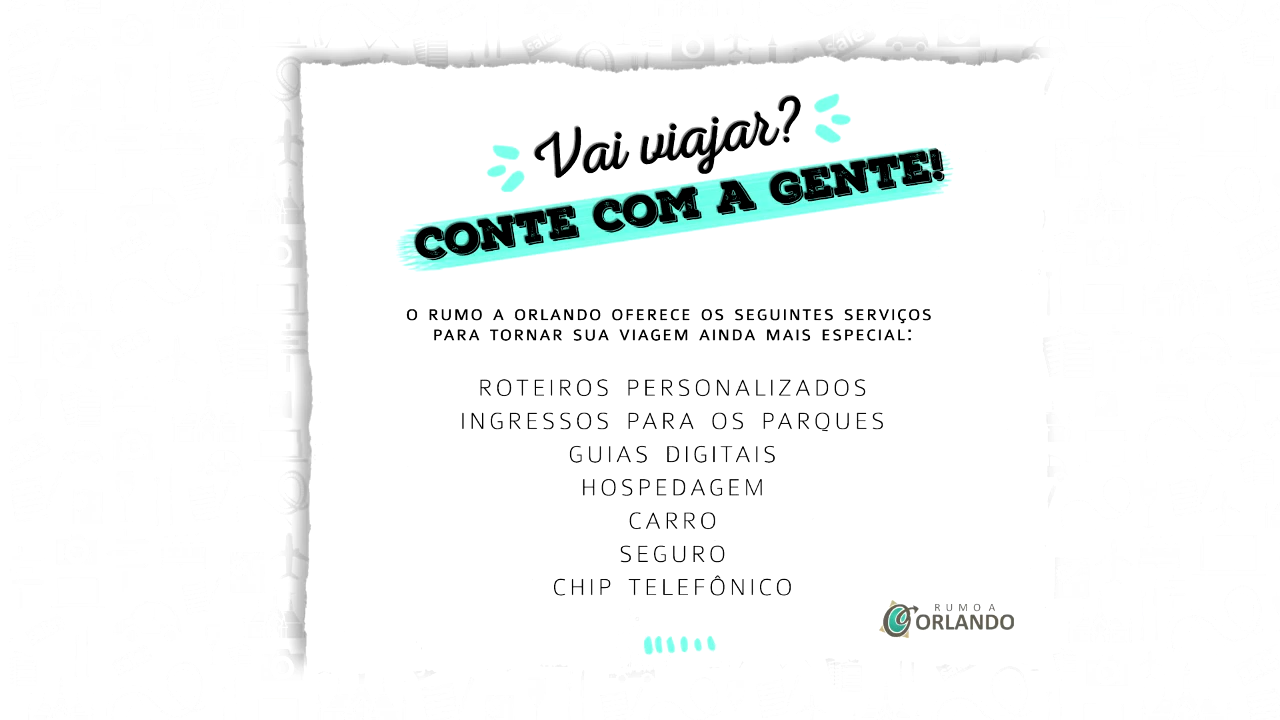 Vai viajar?
CONTE COM A GENTE!
O RUMO A ORLANDO OFERECE OS SEGUINTES SERVIÇOS
PARA TORNAR SUA VIAGEM AINDA MAIS ESPECIAL:
ROTEIROS PERSONALIZADOS
INGRESSOS PARA OS PARQUES
GUIAS DIGITAIS
HOSPEDAGEM
CARRO
SEGURO
CHIP TELEFÔNICO
RUMO A
ORLANDO